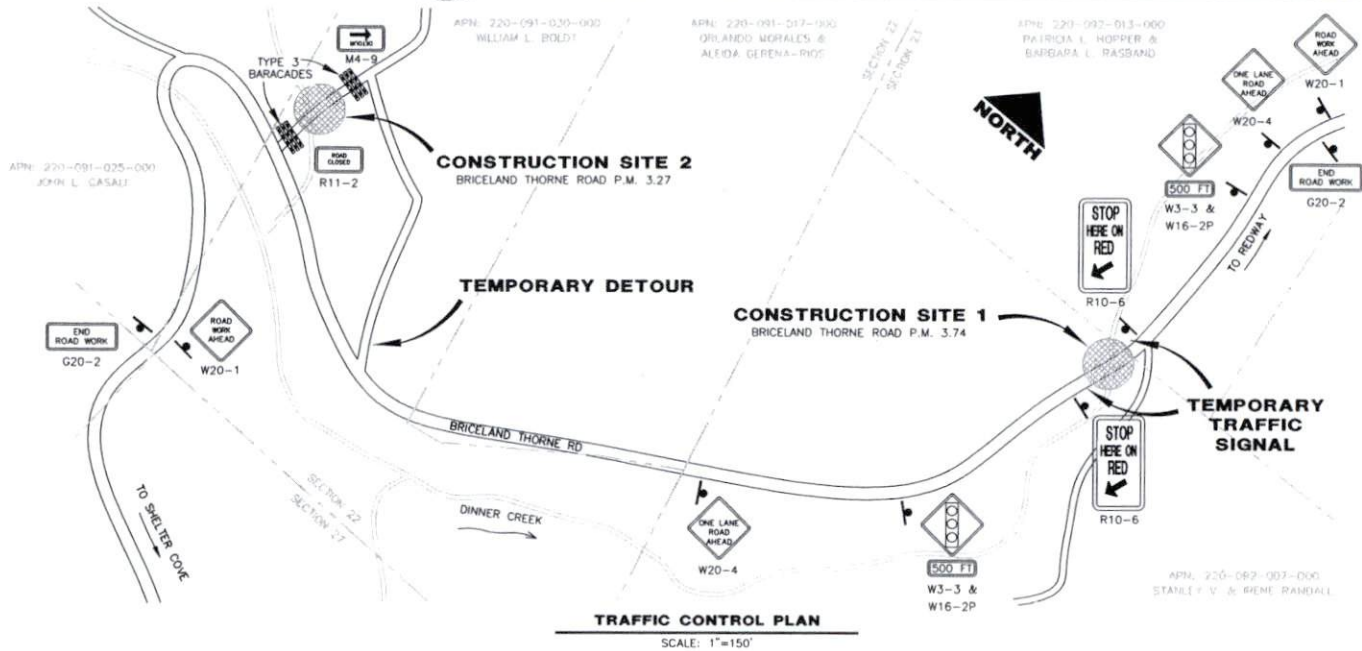 APN: 220-091-030-000
WILLIAM L. BOLDT
APN: 220-091-017-000
ORLANDO MORALES &
ALEIDA GERENA-RIOS
APN: 220-092-013-000
PATRICIA L. HOPPER &
BARBARA L. RASBAND
SECTION 22
SECTION 23
DETOUR
M4-9
TYPE 3
BARACADES
ROAD
CLOSED
R11-2
CONSTRUCTION SITE 2
BRICELAND THORNE ROAD P.M. 3.27
APN: 220-091-025-000
JOHN L. CASALI
NORTH
ROAD
WORK
AHEAD
W20-1
ONE LANE
ROAD
AHEAD
W20-4
500 FT
W3-3 &
W16-2P
END
ROAD WORK
G20-2
STOP
HERE ON
RED
R10-6
TO REDWAY
TEMPORARY DETOUR
CONSTRUCTION SITE 1
BRICELAND THORNE ROAD P.M. 3.74
END
ROAD WORK
G20-2
ROAD
WORK
AHEAD
W20-1
TEMPORARY
TRAFFIC
SIGNAL
STOP
HERE ON
RED
R10-6
BRICELAND THORNE RD
SECTION 22
SECTION 27
TO SHELTER COVE
DINNER CREEK
ONE LANE
ROAD
AHEAD
W20-4
500 FT
W3-3 &
W16-2P
APN: 220-092-007-000
STANLEY V. & IRENE RANDALL
TRAFFIC CONTROL PLAN
SCALE: 1"=150'